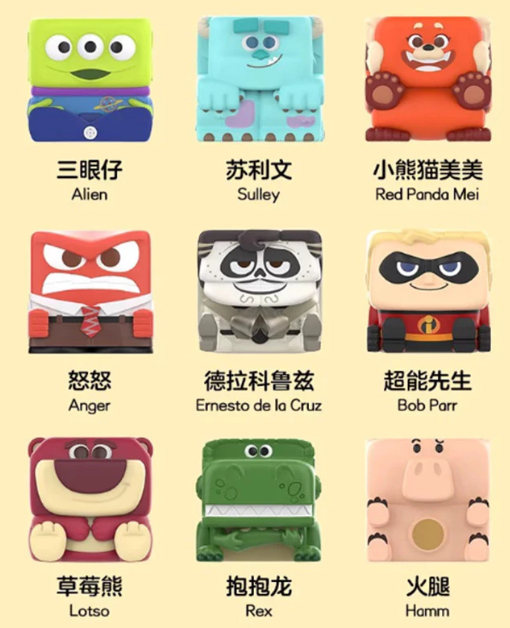 三眼仔
Alien
苏利文
Sulley
小熊猫美美
Red Panda Mei
怒怒
Anger
德拉科鲁兹
Ernesto de la Cruz
超能先生
Bob Parr
草莓熊
Lotso
抱抱龙
Rex
火腿
Hamm